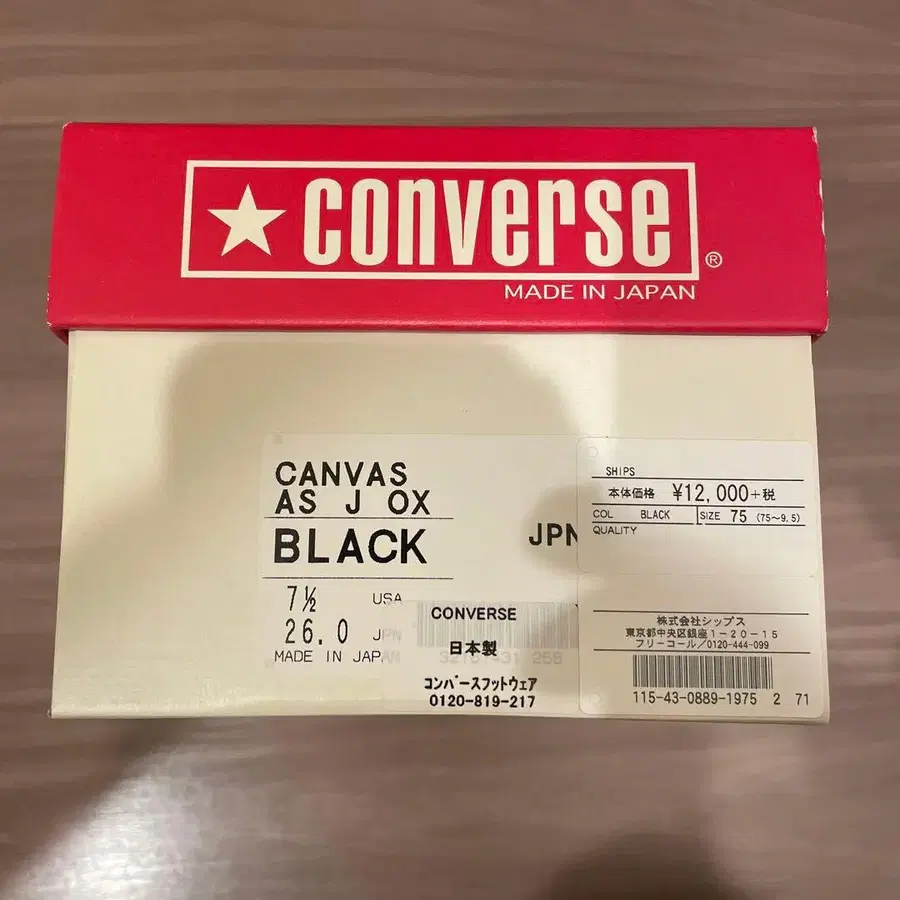 converse®
MADE IN JAPAN
CANVAS
AS J OX
BLACK
JPN
7½ USA
26.0 JPN
MADE IN JAPAN
CONVERSE
日本製
コンバースフットウェア
0120-819-217
SHIPS
本体価格 ¥12,000+税
COL BLACK SIZE 75 (75~9.5)
QUALITY
株式会社シップス
東京都中央区銀座1-20-15
フリーコール/0120-444-099
115-43-0889-1975 2 71